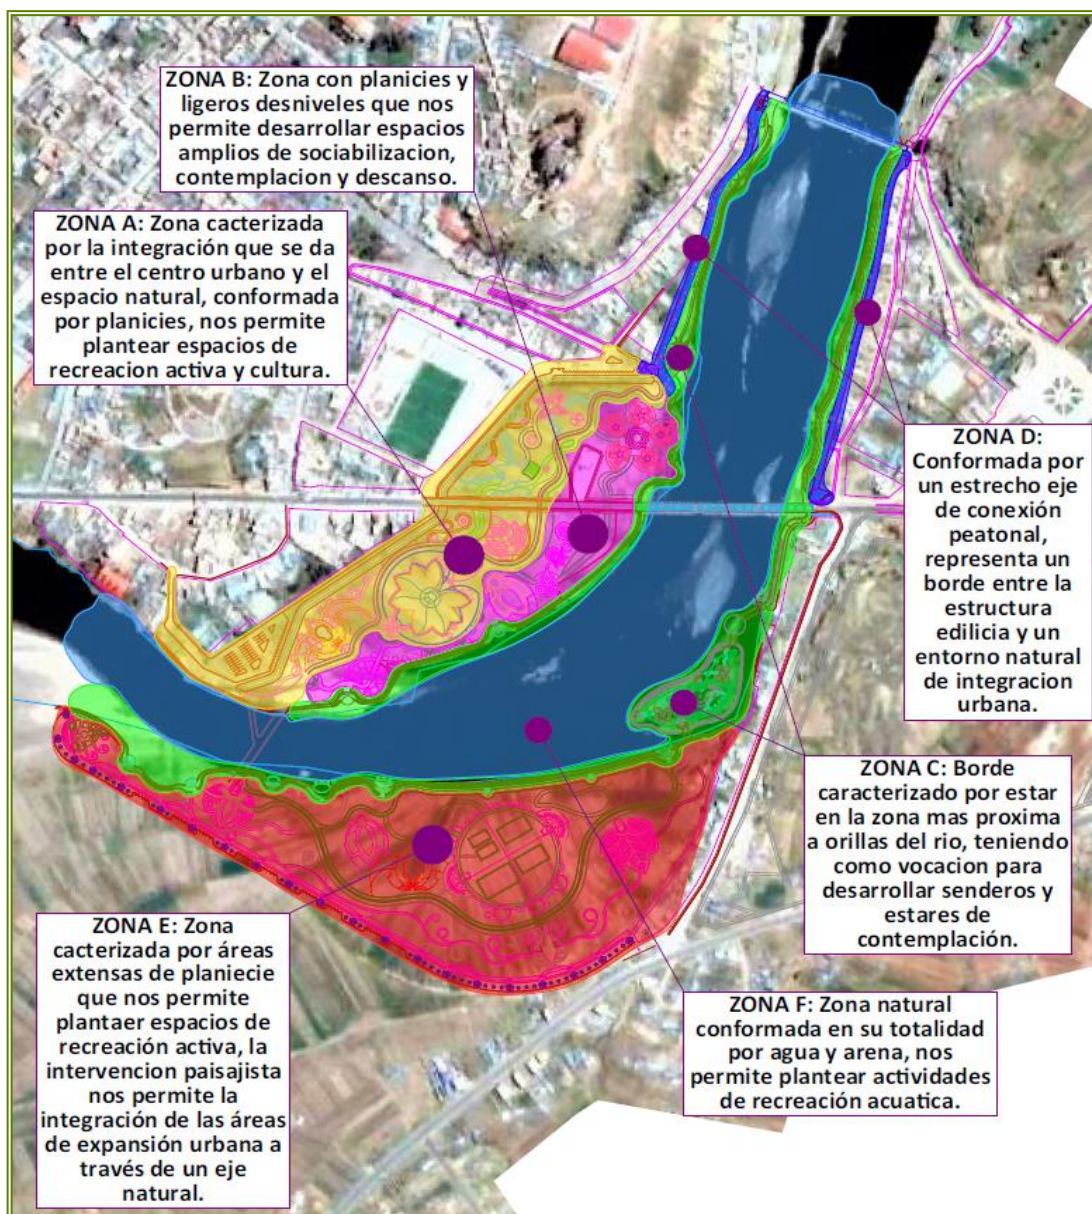 ZONA B: Zona con planicies y
ligeros desniveles que nos
permite desarrollar espacios
amplios de sociabilizacion,
contemplacion y descanso.
ZONA A: Zona cacterizada
por la integración que se da
entre el centro urbano y el
espacio natural, conformada
por planicies, nos permite
plantear espacios de
recreacion activa y cultura.
ZONA D:
Conformada por
un estrecho eje
de conexión
peatonal,
representa un
borde entre la
estructura
edilicia y un
entorno natural
de integracion
urbana.
ZONA C: Borde
caracterizado por estar
en la zona mas proxima
a orillas del rio, teniendo
como vocacion para
desarrollar senderos y
estares de
contemplación.
ZONA E: Zona
cacterizada por áreas
extensas de planiecie
que nos permite
plantaer espacios de
recreación activa, la
intervencion paisajista
nos permite la
integración de las áreas
de expansión urbana a
través de un eje
natural.
ZONA F: Zona natural
conformada en su totalidad
por agua y arena, nos
permite plantear actividades
de recreación acuatica.